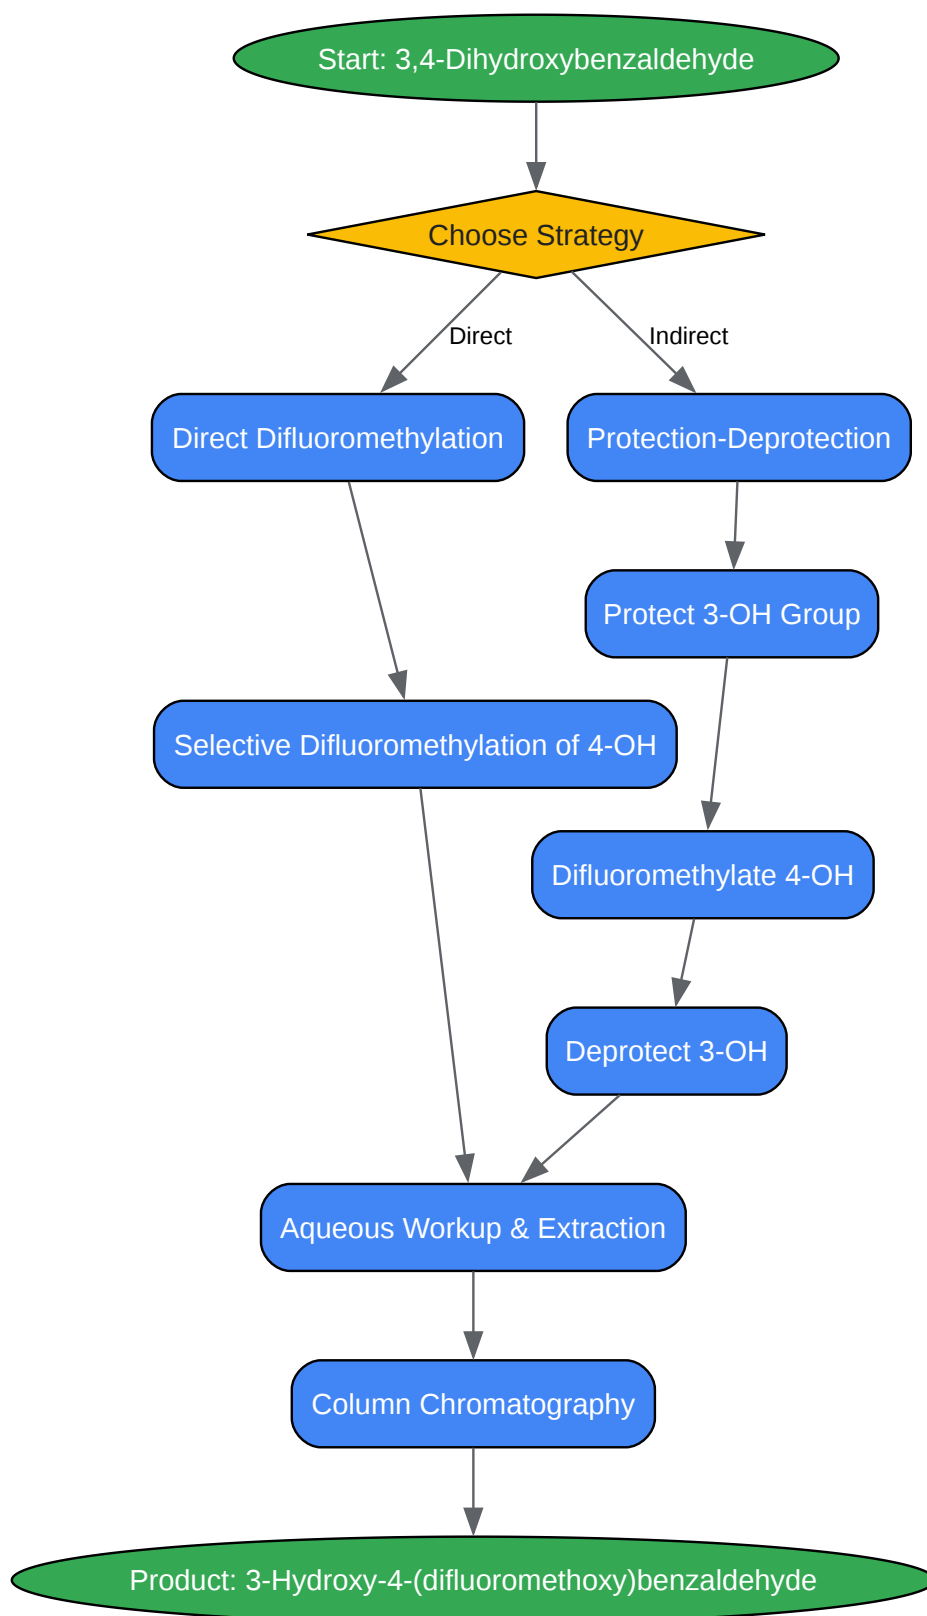 Start: 3,4-Dihydroxybenzaldehyde
Choose Strategy
Direct
Indirect
Direct Difluoromethylation
Protection-Deprotection
Protect 3-OH Group
Selective Difluoromethylation of 4-OH
Difluoromethylate 4-OH
Deprotect 3-OH
Aqueous Workup & Extraction
Column Chromatography
Product: 3-Hydroxy-4-(difluoromethoxy)benzaldehyde